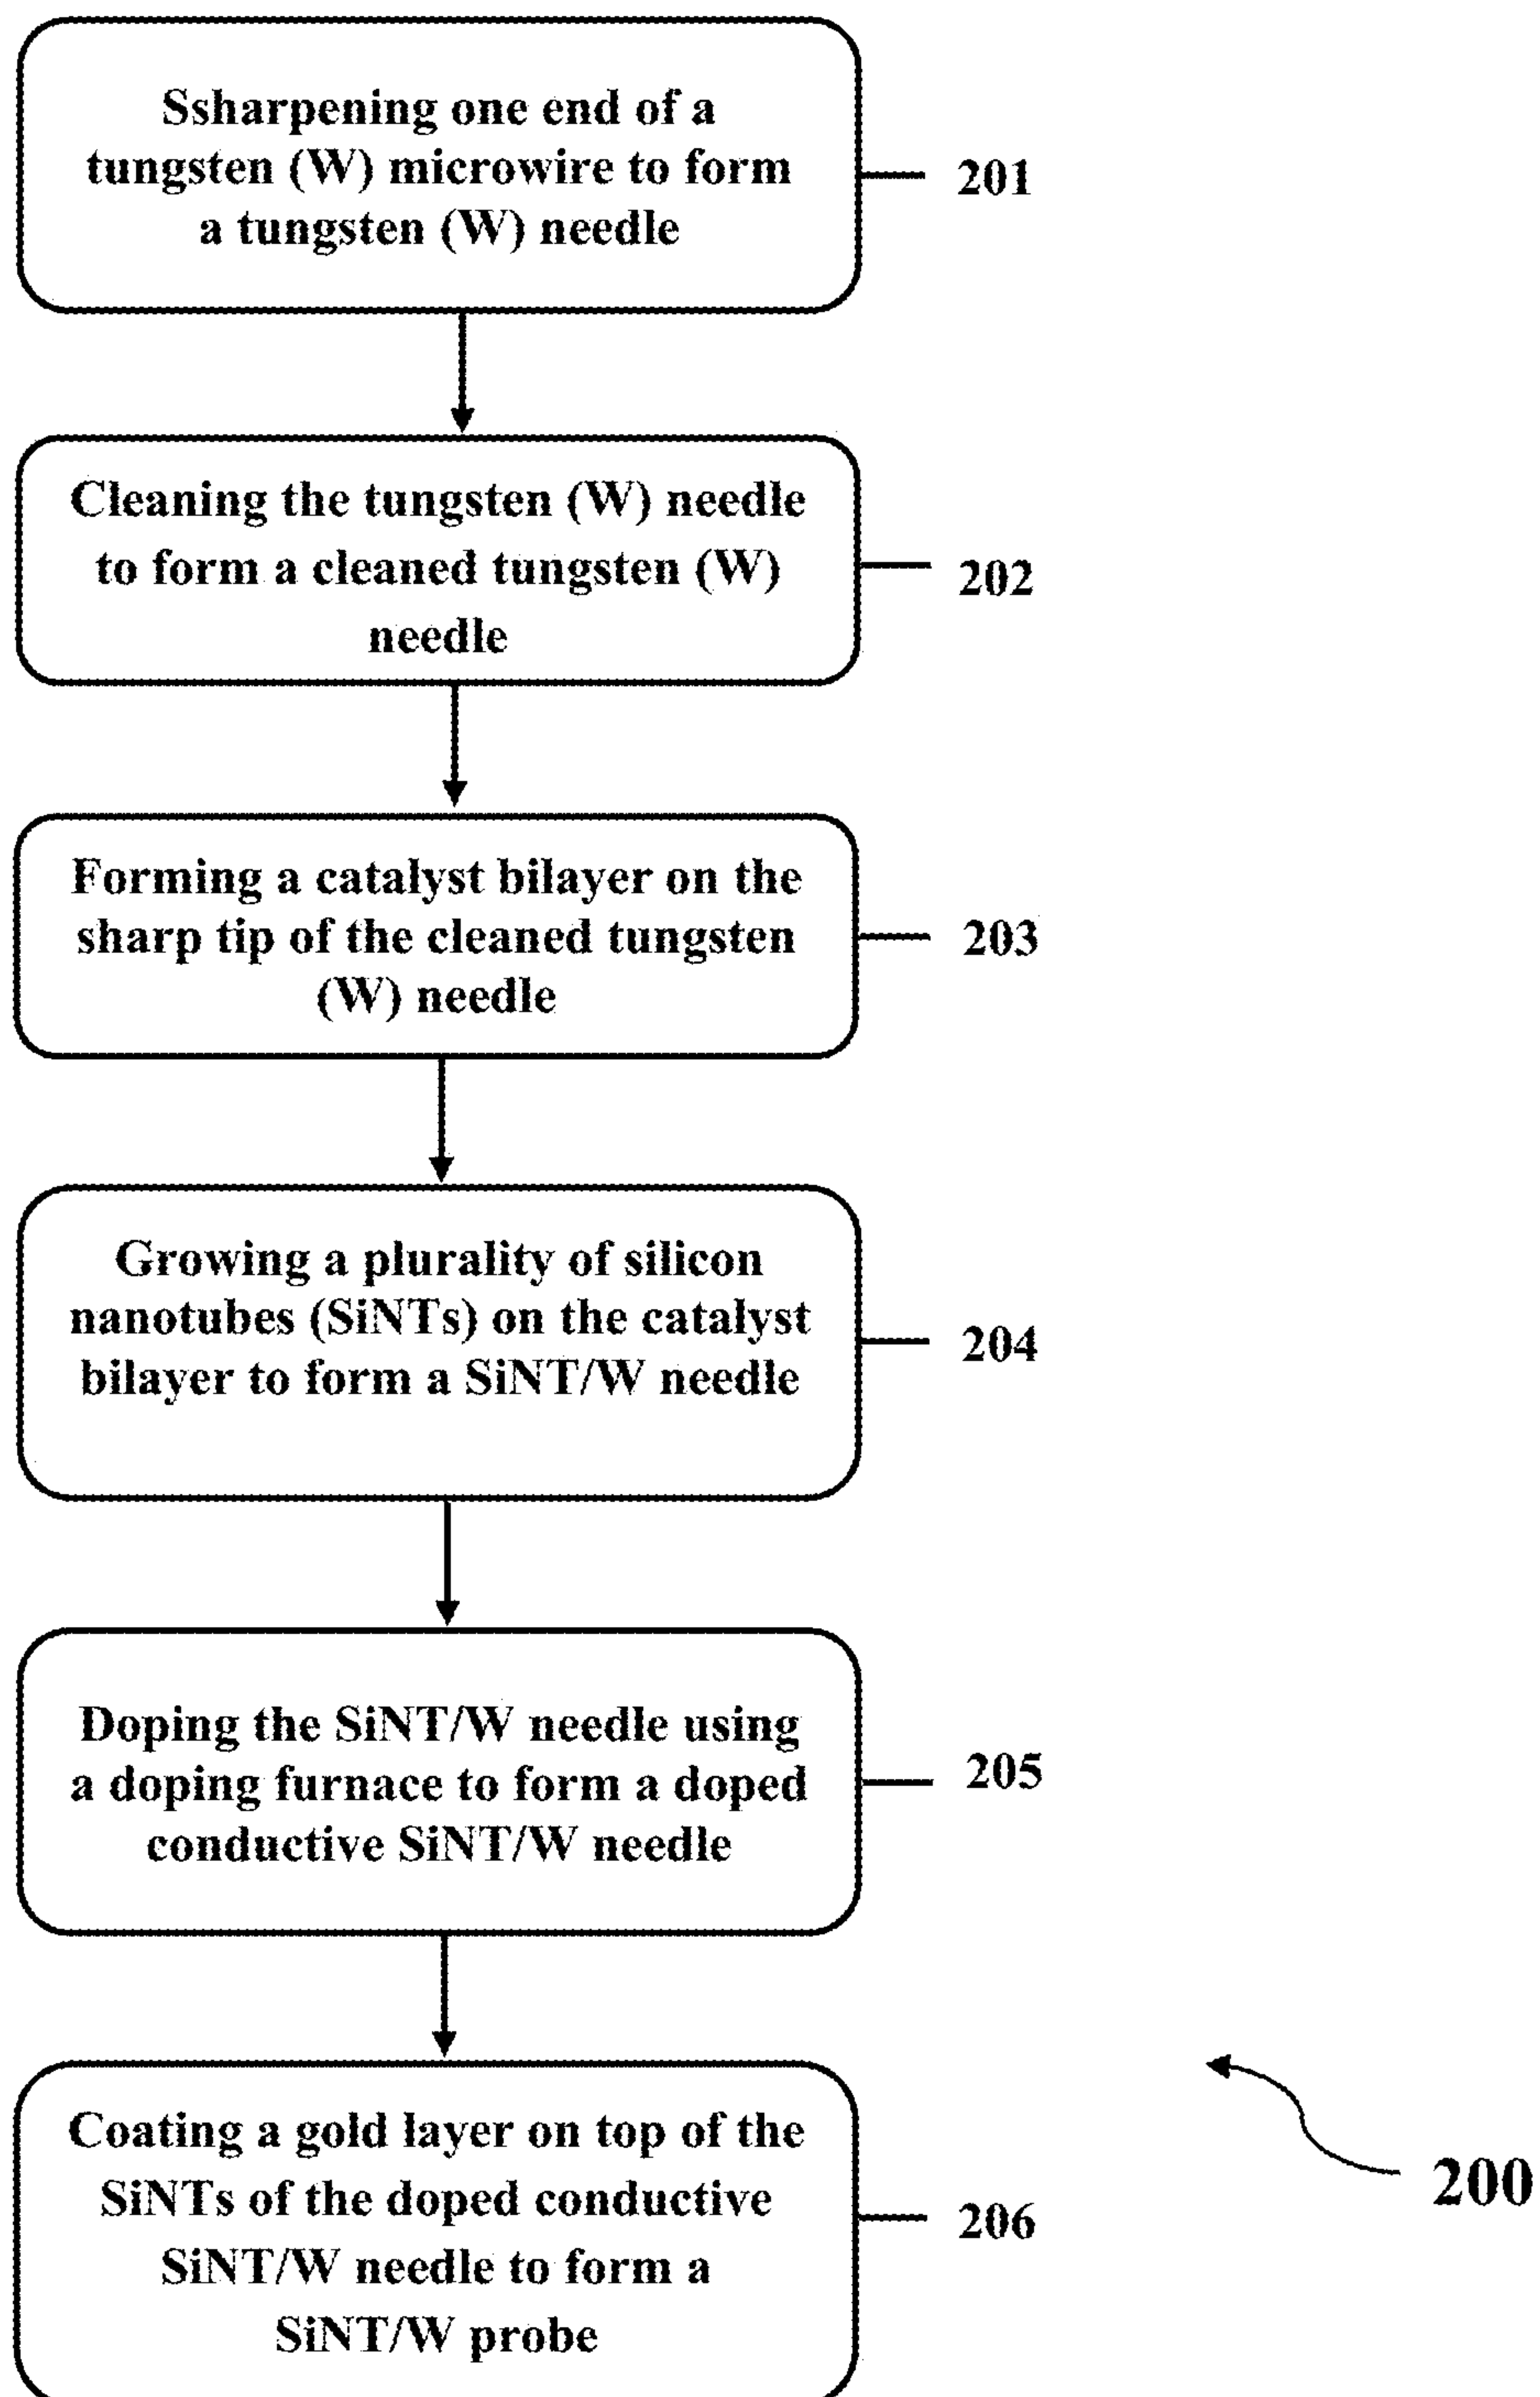 Ssharpening one end of a
tungsten (W) microwire to form
a tungsten (W) needle
201
Cleaning the tungsten (W) needle
to form a cleaned tungsten (W)
needle
202
Forming a catalyst bilayer on the
sharp tip of the cleaned tungsten
(W) needle
203
Growing a plurality of silicon
nanotubes (SiNTs) on the catalyst
bilayer to form a SiNT/W needle
204
Doping the SiNT/W needle using
a doping furnace to form a doped
conductive SiNT/W needle
205
Coating a gold layer on top of the
SiNTs of the doped conductive
SiNT/W needle to form a
SiNT/W probe
206
200